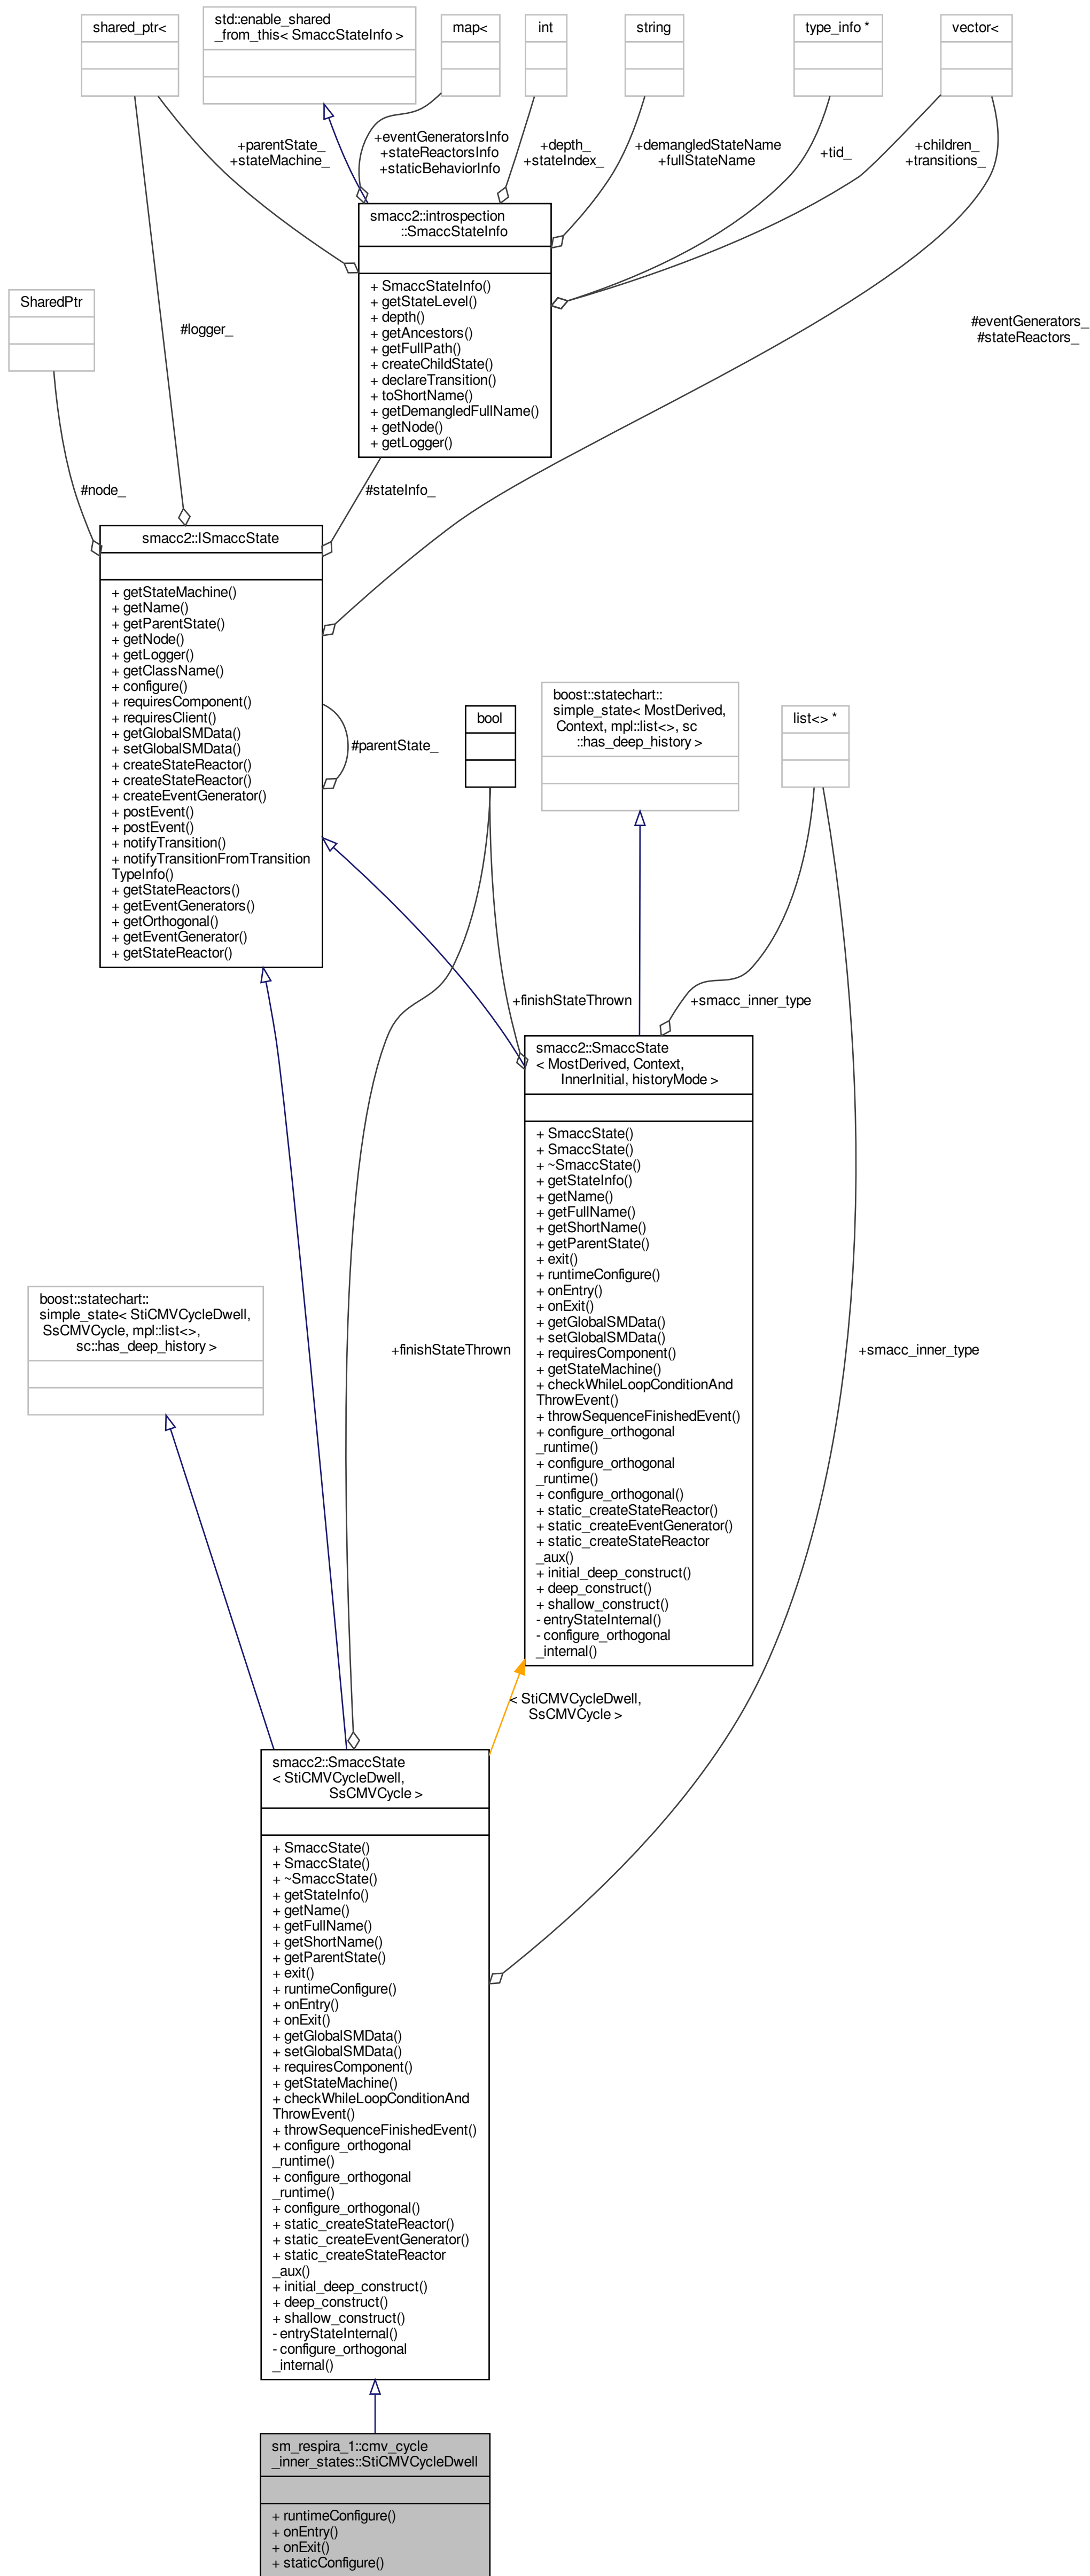 shared_ptr<
std::enable_shared
_from_this< SmaccStateInfo >
map<
int
string
type_info *
vector<
+parentState_
+stateMachine_
+eventGeneratorsInfo
+stateReactorsInfo
+staticBehaviorInfo
+depth_
+stateIndex_
+demangledStateName
+fullStateName
+tid_
+children_
+transitions_
smacc2::introspection
::SmaccStateInfo
+ SmaccStateInfo()
+ getStateLevel()
+ depth()
+ getAncestors()
+ getFullPath()
+ createChildState()
+ declareTransition()
+ toShortName()
+ getDemangledFullName()
+ getNode()
+ getLogger()
SharedPtr
#logger_
#eventGenerators_
#stateReactors_
#node_
#stateInfo_
smacc2::ISmaccState
+ getStateMachine()
+ getName()
+ getParentState()
+ getNode()
+ getLogger()
+ getClassName()
+ configure()
+ requiresComponent()
+ requiresClient()
+ getGlobalSMData()
+ setGlobalSMData()
+ createStateReactor()
+ createStateReactor()
+ createEventGenerator()
+ postEvent()
+ postEvent()
+ notifyTransition()
+ notifyTransitionFromTransition
TypeInfo()
+ getStateReactors()
+ getEventGenerators()
+ getOrthogonal()
+ getEventGenerator()
+ getStateReactor()
#parentState_
bool
boost::statechart::
simple_state< MostDerived,
Context, mpl::list<>, sc
::has_deep_history >
list<> *
+finishStateThrown
+smacc_inner_type
smacc2::SmaccState
< MostDerived, Context,
InnerInitial, historyMode >
+ SmaccState()
+ SmaccState()
+ ~SmaccState()
+ getStateInfo()
+ getName()
+ getFullName()
+ getShortName()
+ getParentState()
+ exit()
+ runtimeConfigure()
+ onEntry()
+ onExit()
+ getGlobalSMData()
+ setGlobalSMData()
+ requiresComponent()
+ getStateMachine()
+ checkWhileLoopConditionAnd
ThrowEvent()
+ throwSequenceFinishedEvent()
+ configure_orthogonal
_runtime()
+ configure_orthogonal
_runtime()
+ configure_orthogonal()
+ static_createStateReactor()
+ static_createEventGenerator()
+ static_createStateReactor
_aux()
+ initial_deep_construct()
+ deep_construct()
+ shallow_construct()
- entryStateInternal()
- configure_orthogonal
_internal()
boost::statechart::
simple_state< StiCMVCycleDwell,
SsCMVCycle, mpl::list<>,
sc::has_deep_history >
+finishStateThrown
+smacc_inner_type
< StiCMVCycleDwell,
SsCMVCycle >
smacc2::SmaccState
< StiCMVCycleDwell,
SsCMVCycle >
+ SmaccState()
+ SmaccState()
+ ~SmaccState()
+ getStateInfo()
+ getName()
+ getFullName()
+ getShortName()
+ getParentState()
+ exit()
+ runtimeConfigure()
+ onEntry()
+ onExit()
+ getGlobalSMData()
+ setGlobalSMData()
+ requiresComponent()
+ getStateMachine()
+ checkWhileLoopConditionAnd
ThrowEvent()
+ throwSequenceFinishedEvent()
+ configure_orthogonal
_runtime()
+ configure_orthogonal
_runtime()
+ configure_orthogonal()
+ static_createStateReactor()
+ static_createEventGenerator()
+ static_createStateReactor
_aux()
+ initial_deep_construct()
+ deep_construct()
+ shallow_construct()
- entryStateInternal()
- configure_orthogonal
_internal()
sm_respira_1::cmv_cycle
_inner_states::StiCMVCycleDwell
+ runtimeConfigure()
+ onEntry()
+ onExit()
+ staticConfigure()